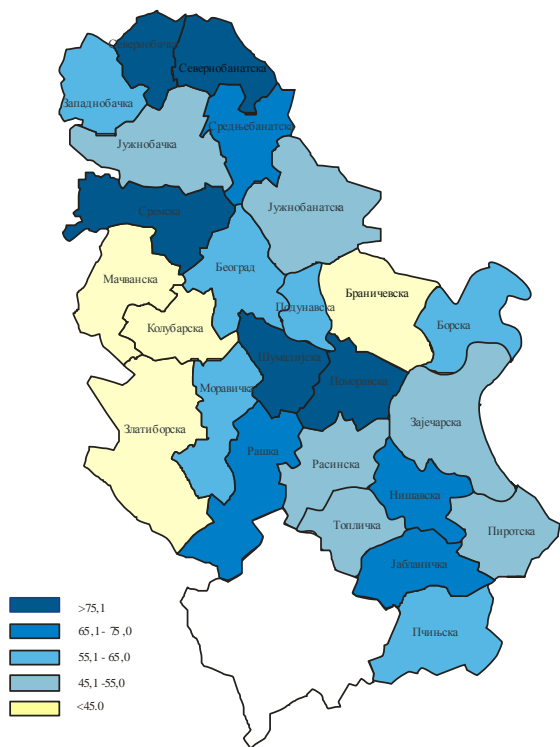 Севернобачка
Севернобанатска
Западнобачка
Средњебанатска
Јужнобачка
Јужнобанатска
Сремска
Београд
Мачванска
Подунавска
Браничевска
Борска
Колубарска
Шумадијска
Поморавска
Моравичка
Зајечарска
Златиборска
Рашка
Расинска
Нишавска
Топличка
Пиротска
Јабланичка
Пчињска
>75,1
65,1 - 75 ,0
55,1 - 65,0
45,1 -55,0
<45.0